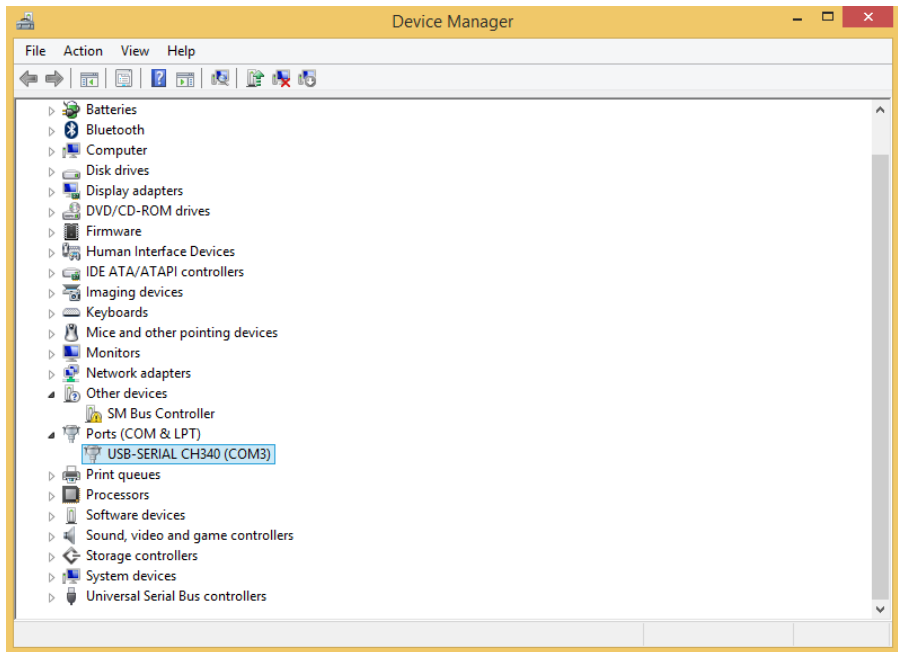 Device Manager
File Action View Help
Batteries
Bluetooth
Computer
Disk drives
Display adapters
DVD/CD-ROM drives
Firmware
Human Interface Devices
IDE ATA/ATAPI controllers
Imaging devices
Keyboards
Mice and other pointing devices
Monitors
Network adapters
Other devices
SM Bus Controller
Ports (COM & LPT)
USB-SERIAL CH340 (COM3)
Print queues
Processors
Software devices
Sound, video and game controllers
Storage controllers
System devices
Universal Serial Bus controllers